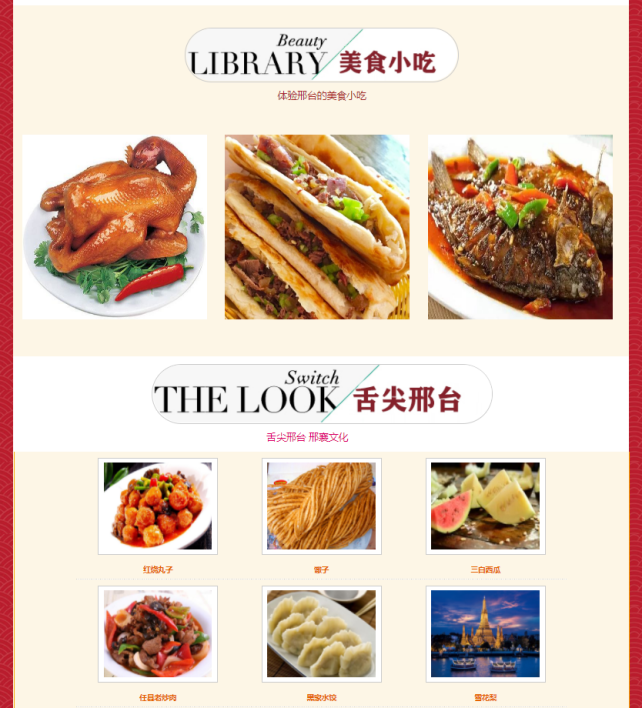 Beauty
LIBRARY 美食小吃
体验邢台的美食小吃
Switch
THE LOOK 舌尖邢台
舌尖邢台 邢襄文化
红烧丸子
馓子
三白西瓜
任县老炒肉
黑家水饺
雪花梨